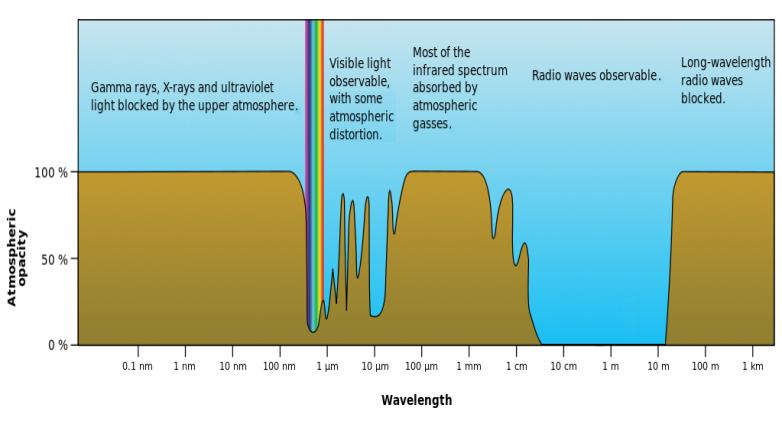 Gamma rays, X-rays and ultraviolet
light blocked by the upper atmosphere.
Visible light
observable,
with some
atmospheric
distortion.
Most of the
infrared spectrum
absorbed by
atmospheric
gasses.
Radio waves observable.
Long-wavelength
radio waves
blocked.
Atmospheric
opacity
100 %
50 %
0 %
0.1 nm
1 nm
10 nm
100 nm
1 µm
10 µm
100 µm
1 mm
1 cm
10 cm
1 m
10 m
100 m
1 km
Wavelength